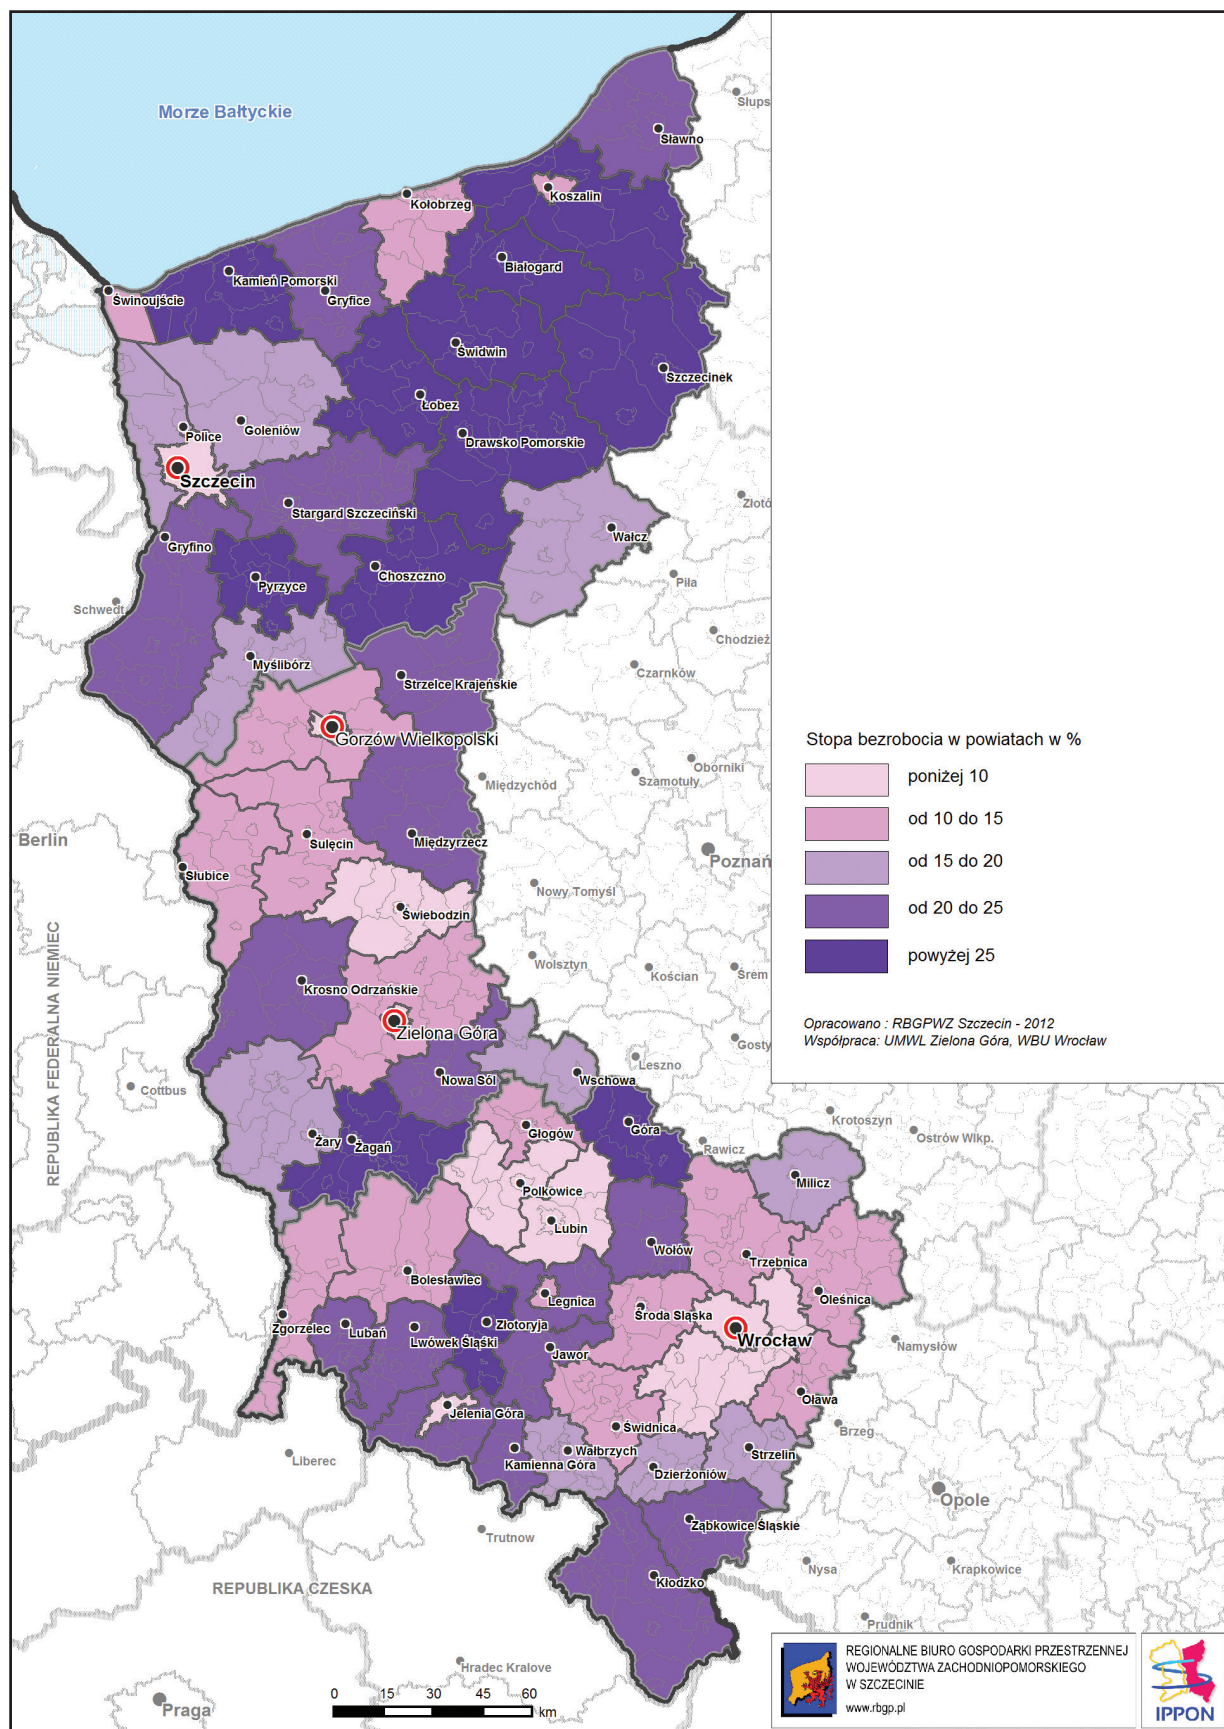 Morze Bałtyckie
Słups
Sławno
Koszalin
Kołobrzeg
Białogard
Kamień Pomorski
Gryfice
Świnoujście
Świdwin
Szczecinek
Łobez
Police
Goleniów
Drawsko Pomorskie
Szczecin
Złotó
Stargard Szczeciński
Wałcz
Gryfino
Choszczno
Pyrzyce
Piła
Schwedt
Chodzież
Myślibórz
Czarnków
Strzelce Krajeńskie
Gorzów Wielkopolski
Stopa bezrobocia w powiatach w %
Oborniki
Międzychód
Szamotuły
poniżej 10
od 10 do 15
Berlin
Sulęcin
Międzyrzecz
Poznań
od 15 do 20
Słubice
Nowy Tomyśl
Świebodzin
od 20 do 25
powyżej 25
Wolsztyn
Kościan
Śrem
Krosno Odrzańskie
REPUBLIKA FEDERALNA NIEMIEC
Zielona Góra
Opracowano : RBGPWZ Szczecin - 2012
Współpraca: UMWL Zielona Góra, WBU Wrocław
Gosty
Leszno
Nowa Sól
Wschowa
Cottbus
Krotoszyn
Głogów
Góra
Żary
Żagań
Rawicz
Ostrów Wlkp.
Polkowice
Milicz
Lubin
Wołów
Trzebnica
Bolesławiec
Legnica
Oleśnica
Środa Śląska
Zgorzelec
Lubań
Lwówek Śląski
Złotoryja
Wrocław
Jawor
Namysłów
Oława
Jelenia Góra
Świdnica
Brzeg
Wałbrzych
Strzelin
Liberec
Kamienna Góra
Dzierżoniów
Opole
Ząbkowice Śląskie
Trutnow
Nysa
Krapkowice
Kłodzko
REPUBLIKA CZESKA
Prudnik
Hradec Kralove
Praga
0 15 30 45 60
km
REGIONALNE BIURO GOSPODARKI PRZESTRZENNEJ
WOJEWÓDZTWA ZACHODNIOPOMORSKIEGO
W SZCZECINIE
www.rbgp.pl
IPPON